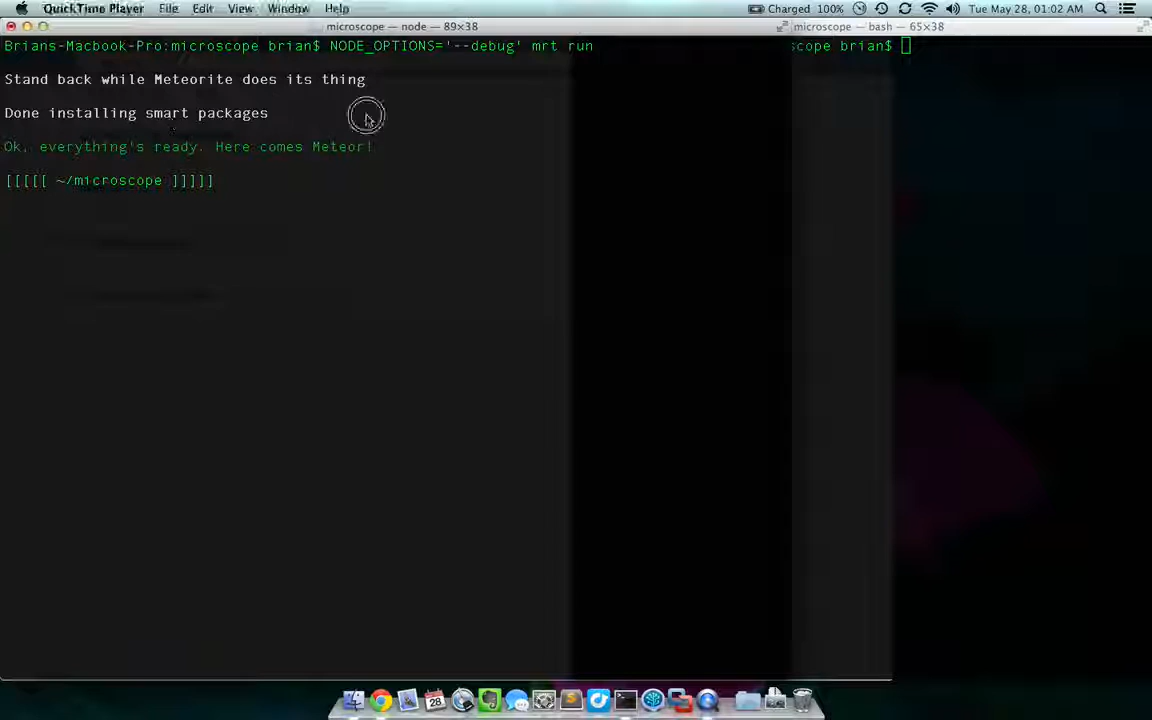 QuickTime Player File Edit View Window Help Charged 100% Tue May 28, 01:02 AM
microscope — node — 89×38
microscope — bash — 65×38
Brians-Macbook-Pro:microscope brian$ NODE_OPTIONS='--debug' mrt run
scope brian$
Stand back while Meteorite does its thing
Done installing smart packages
Ok, everything's ready. Here comes Meteor!
[[[[[ ~/microscope ]]]]]
28